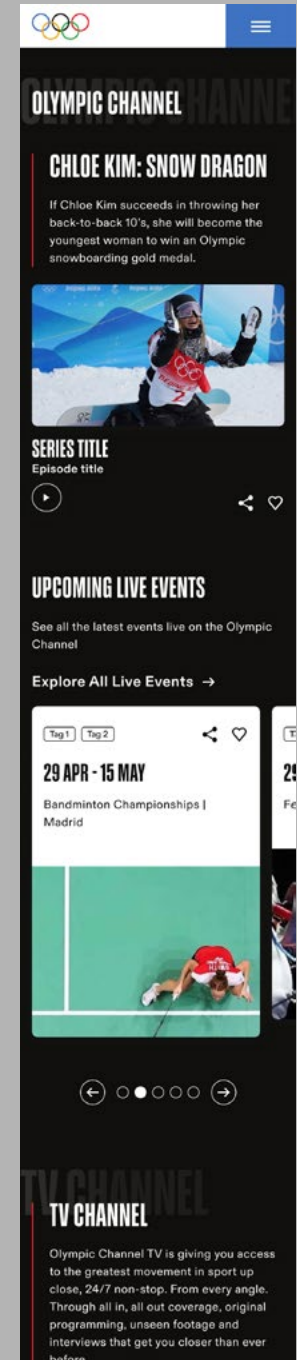 OLYMPIC CHANNEL
CHLOE KIM: SNOW DRAGON
If Chloe Kim succeeds in throwing her
back-to-back 10's, she will become the
youngest woman to win an Olympic
snowboarding gold medal.
SERIES TITLE
Episode title
UPCOMING LIVE EVENTS
See all the latest events live on the Olympic
Channel
Explore All Live Events →
Tag 1 Tag 2
29 APR - 15 MAY
Bandminton Championships |
Madrid
TV CHANNEL
TV CHANNEL
Olympic Channel TV is giving you access
to the greatest movement in sport up
close, 24/7 non-stop. From every angle.
Through all in, all out coverage, original
programming, unseen footage and
interviews that get you closer than ever
before